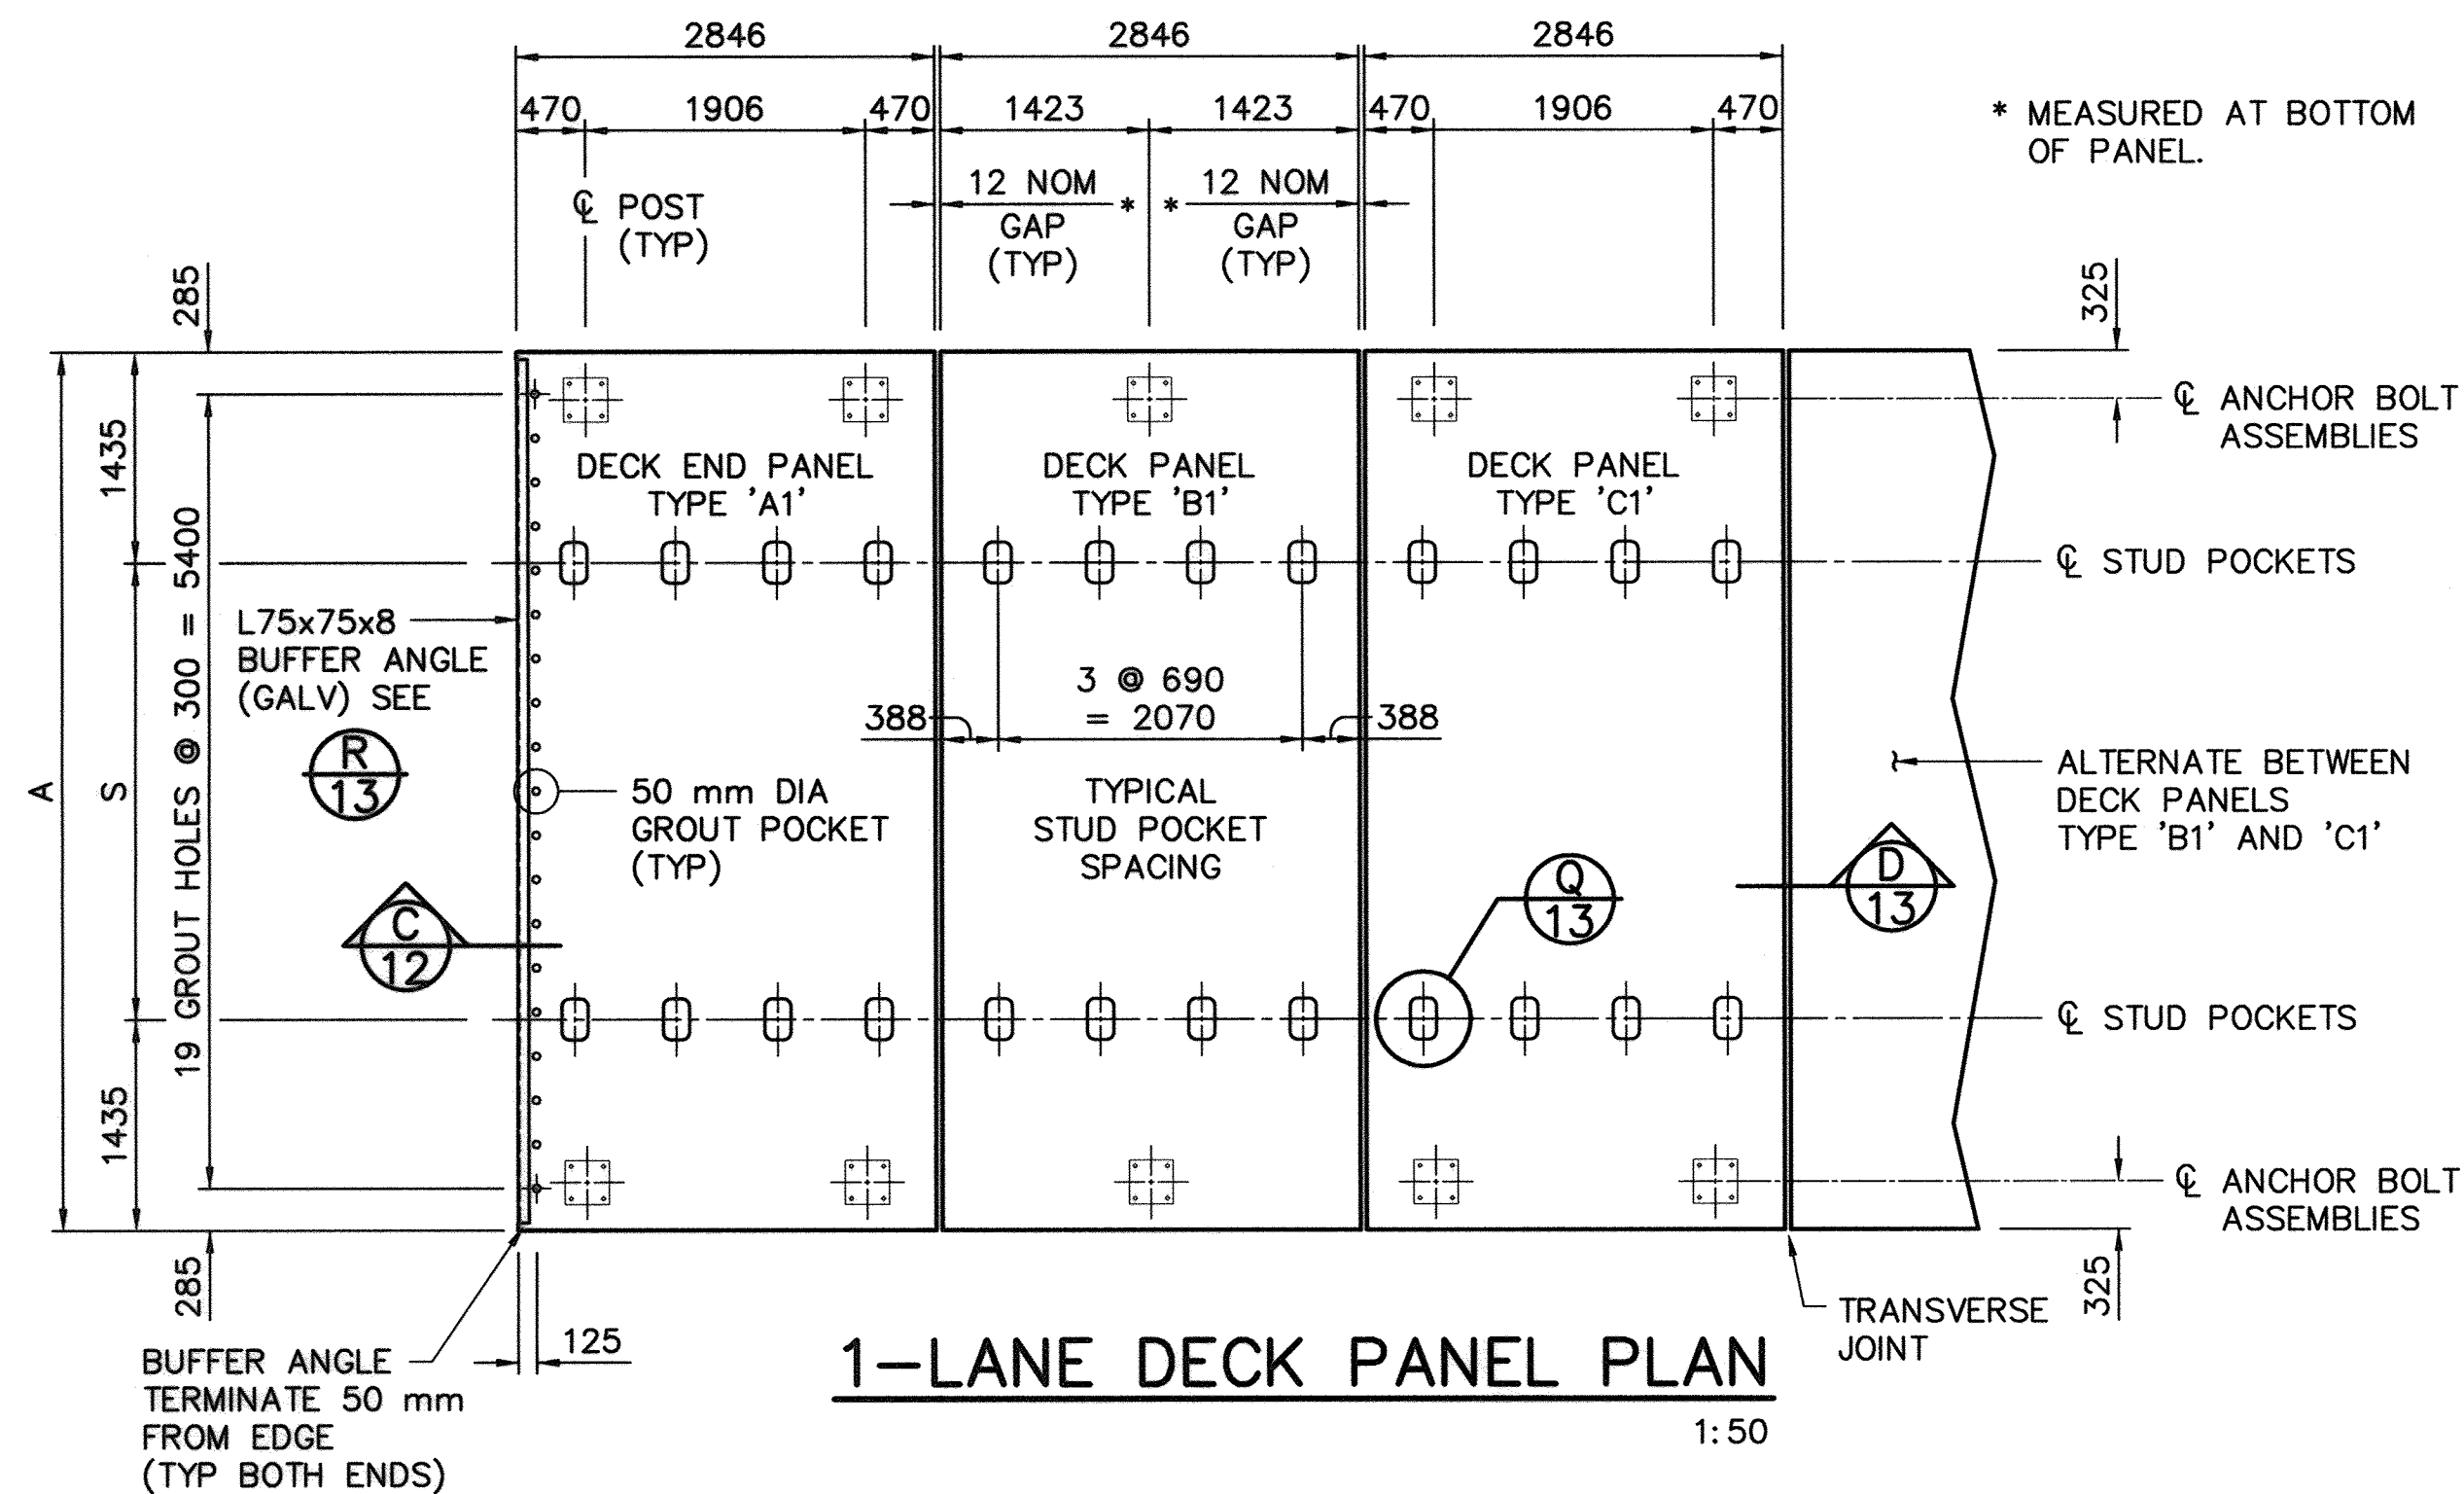 2846
2846
2846
470
1906
470
1423
1423
470
1906
470
* MEASURED AT BOTTOM
OF PANEL.
℄ POST
(TYP)
12 NOM
GAP
(TYP)
*
* 12 NOM
GAP
(TYP)
285
325
℄ ANCHOR BOLT
ASSEMBLIES
1435
DECK END PANEL
TYPE 'A1'
DECK PANEL
TYPE 'B1'
DECK PANEL
TYPE 'C1'
℄ STUD POCKETS
L75x75x8
BUFFER ANGLE
(GALV) SEE
R
13
19 GROUT HOLES @ 300 = 5400
A
S
3 @ 690
= 2070
388
388
50 mm DIA
GROUT POCKET
(TYP)
TYPICAL
STUD POCKET
SPACING
ALTERNATE BETWEEN
DECK PANELS
TYPE 'B1' AND 'C1'
Q
13
D
13
C
12
℄ STUD POCKETS
1435
℄ ANCHOR BOLT
ASSEMBLIES
285
325
125
BUFFER ANGLE
TERMINATE 50 mm
FROM EDGE
(TYP BOTH ENDS)
TRANSVERSE
JOINT
1-LANE DECK PANEL PLAN
1:50